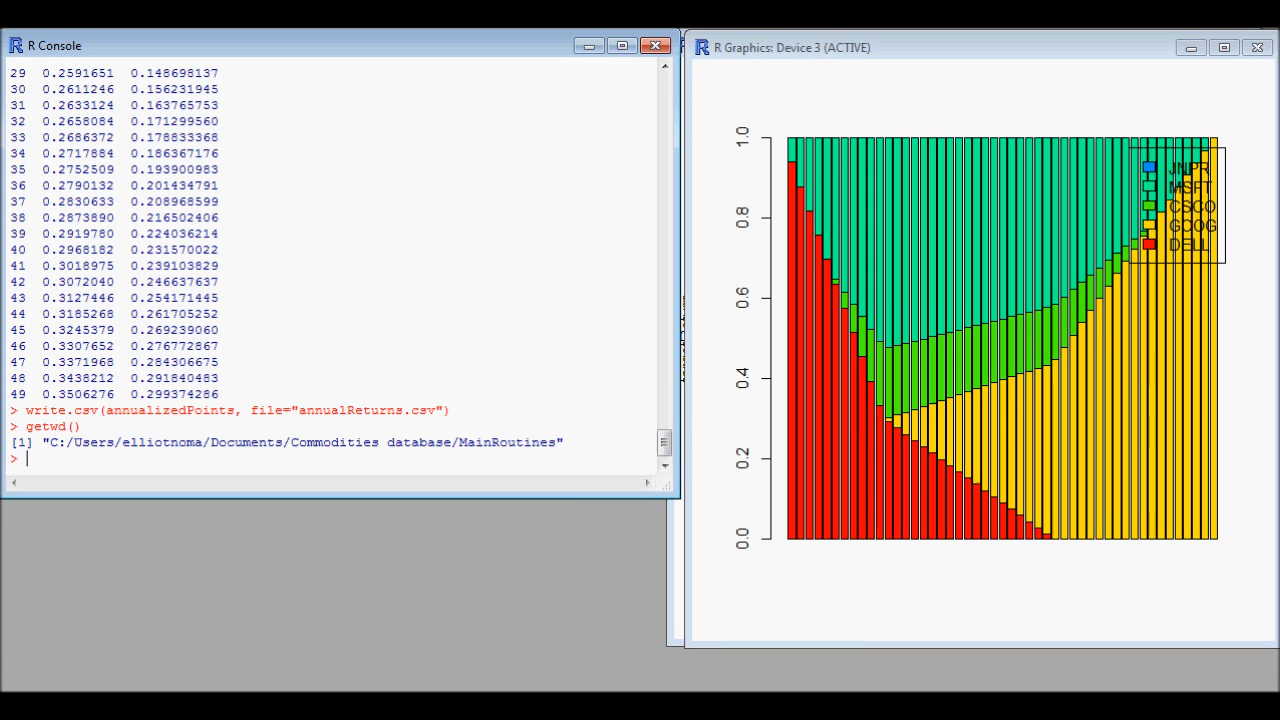 R Console
29 0.2591651 0.148698137
30 0.2611246 0.156231945
31 0.2633124 0.163765753
32 0.2658084 0.171299560
33 0.2686372 0.178833368
34 0.2717884 0.186367176
35 0.2752509 0.193900983
36 0.2790132 0.201434791
37 0.2830633 0.208968599
38 0.2873890 0.216502406
39 0.2919780 0.224036214
40 0.2968182 0.231570022
41 0.3018975 0.239103829
42 0.3072040 0.246637637
43 0.3127446 0.254171445
44 0.3185268 0.261705252
45 0.3245379 0.269239060
46 0.3307652 0.276772867
47 0.3371968 0.284306675
48 0.3438212 0.291840483
49 0.3506276 0.299374286
> write.csv(annualizedPoints, file="annualReturns.csv")
> getwd()
[1] "C:/Users/elliotnoma/Documents/Commodities database/MainRoutines"
>
R Graphics: Device 3 (ACTIVE)
1.0
0.8
0.6
0.4
0.2
0.0
JNPR
MSFT
CSCO
GOOG
DELL